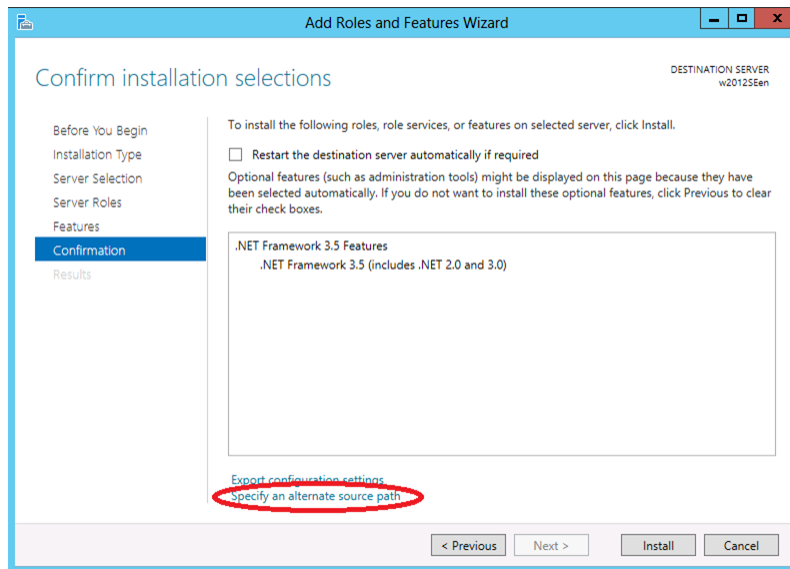 Add Roles and Features Wizard
Confirm installation selections
DESTINATION SERVER
w2012SEen
Before You Begin
Installation Type
Server Selection
Server Roles
Features
Confirmation
Results
To install the following roles, role services, or features on selected server, click Install.
Restart the destination server automatically if required
Optional features (such as administration tools) might be displayed on this page because they have
been selected automatically. If you do not want to install these optional features, click Previous to clear
their check boxes.
.NET Framework 3.5 Features
.NET Framework 3.5 (includes .NET 2.0 and 3.0)
Export configuration settings
Specify an alternate source path
< Previous
Next >
Install
Cancel